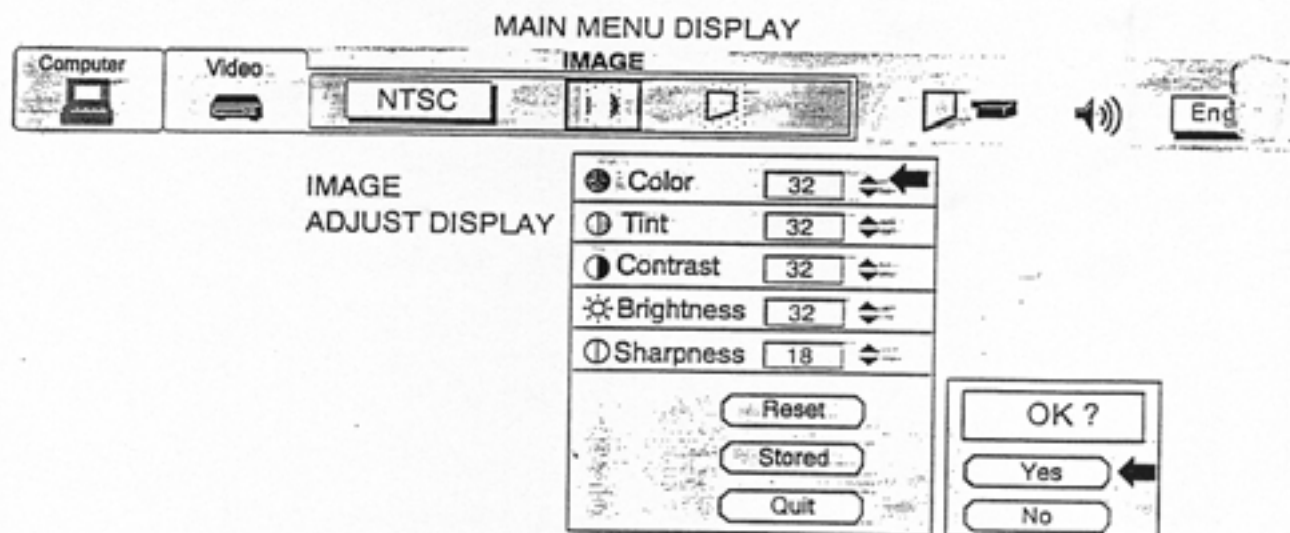 MAIN MENU DISPLAY
Computer
Video
IMAGE
NTSC
IMAGE
ADJUST DISPLAY
Color 32
Tint 32
Contrast 32
Brightness 32
Sharpness 18
Reset
Stored
Quit
OK ?
Yes
No